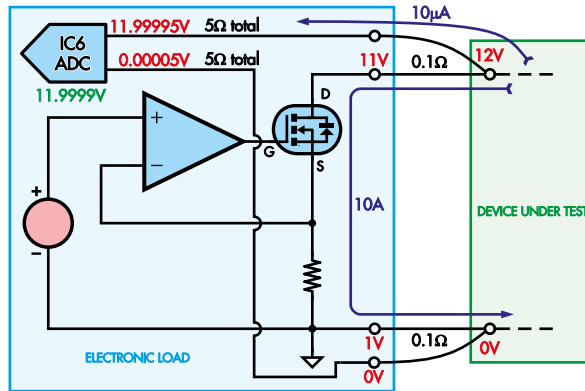 10µA
11.99995V 5Ω total
IC6
ADC
0.00005V 5Ω total
11.9999V
11V
0.1Ω
12V
D
+
G
−
S
+
−
10A
DEVICE UNDER TEST
ELECTRONIC LOAD
1V
0.1Ω
0V
0V